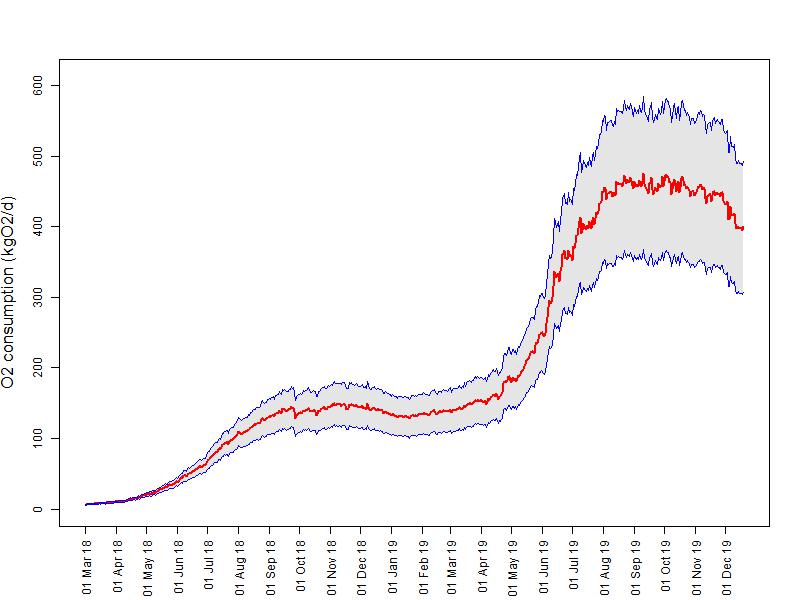 O2 consumption (kgO2/d)
600
500
400
300
200
100
0
01 Mar 18
01 Apr 18
01 May 18
01 Jun 18
01 Jul 18
01 Aug 18
01 Sep 18
01 Oct 18
01 Nov 18
01 Dec 18
01 Jan 19
01 Feb 19
01 Mar 19
01 Apr 19
01 May 19
01 Jun 19
01 Jul 19
01 Aug 19
01 Sep 19
01 Oct 19
01 Nov 19
01 Dec 19